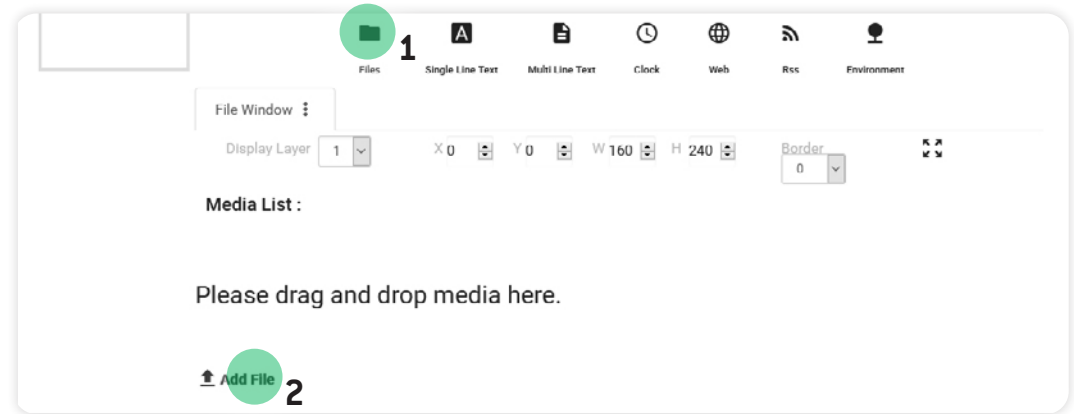 1
Files Single Line Text Multi Line Text Clock Web Rss Environment
File Window
Display Layer 1 X 0 Y 0 W 160 H 240 Border 0
Media List :
Please drag and drop media here.
Add File 2